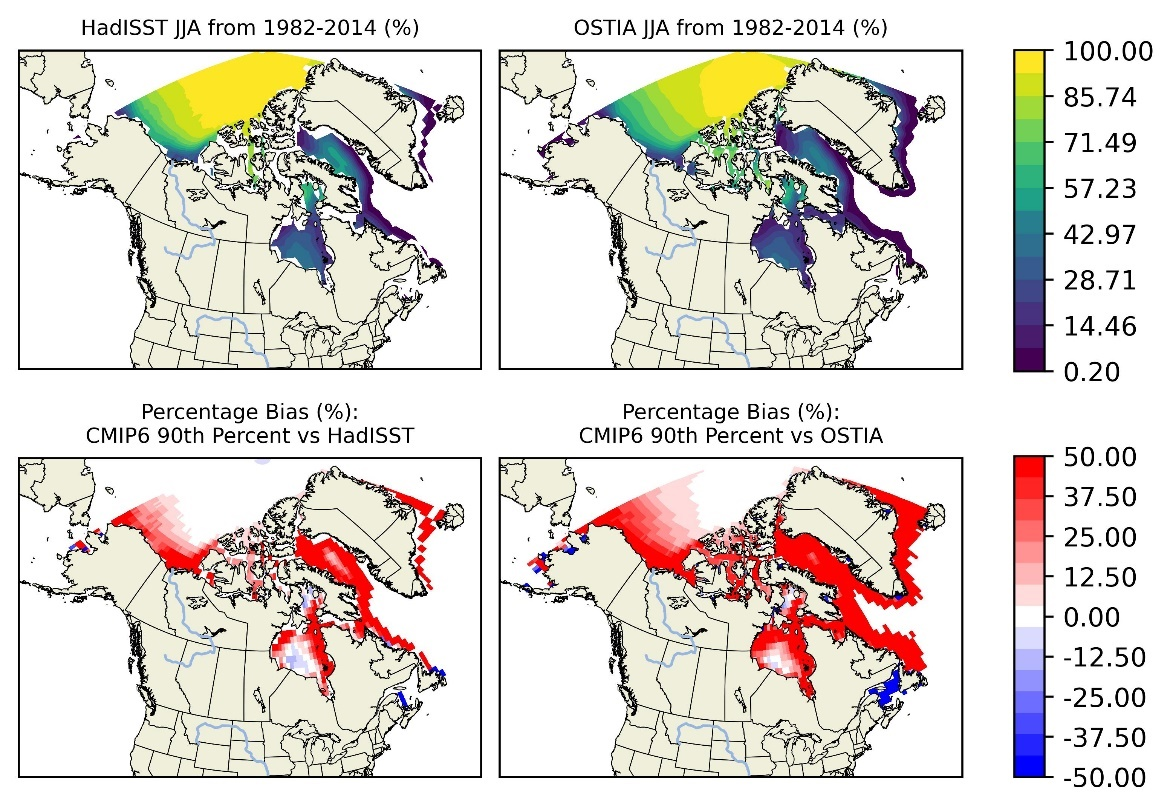 HadISST JJA from 1982-2014 (%)
OSTIA JJA from 1982-2014 (%)
100.00
85.74
71.49
57.23
42.97
28.71
14.46
0.20
Percentage Bias (%):
CMIP6 90th Percent vs HadISST
Percentage Bias (%):
CMIP6 90th Percent vs OSTIA
50.00
37.50
25.00
12.50
0.00
-12.50
-25.00
-37.50
-50.00